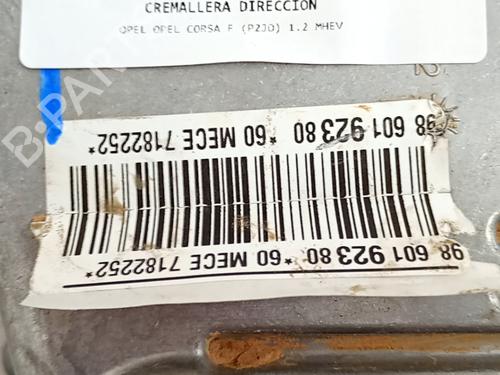 CREMALLERA DIRECCION
OPEL OPEL CORSA F (P2JO) 1.2 MHEV
98 601 923 80 *60 MECE 7182252*
98 601 923 80 *60 MECE 7182252*
B-PARTS